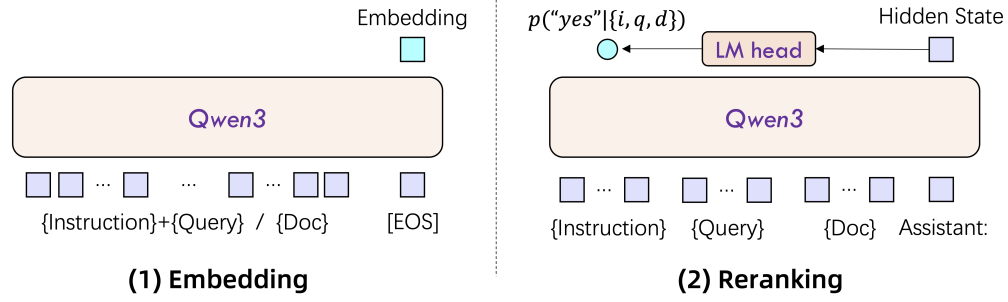 Embedding
Qwen3
... ... ...
{Instruction}+{Query} / {Doc} [EOS]
(1) Embedding
p(“yes”|{i, q, d})
Hidden State
LM head
Qwen3
... ... ...
{Instruction} {Query} {Doc} Assistant:
(2) Reranking